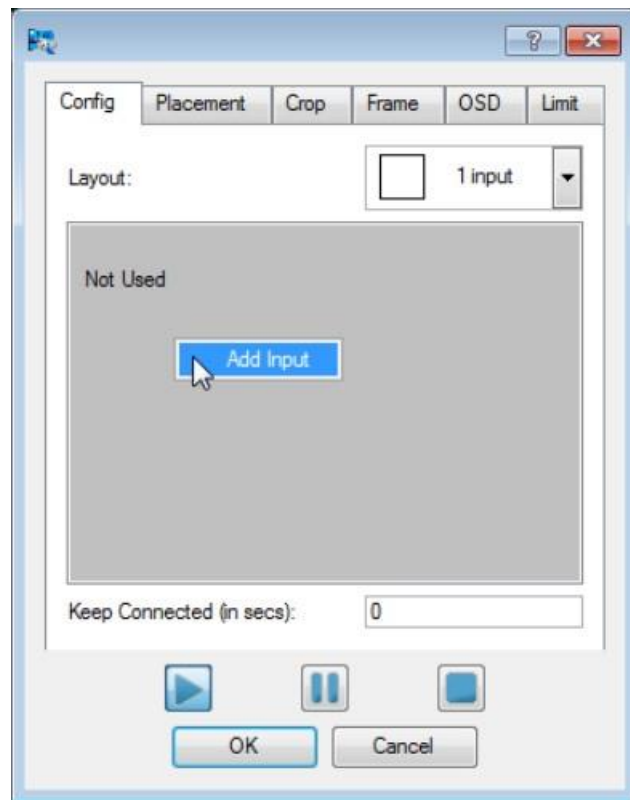 ?
Config Placement Crop Frame OSD Limit
Layout: 1 input
Not Used
Add Input
Keep Connected (in secs): 0
OK Cancel